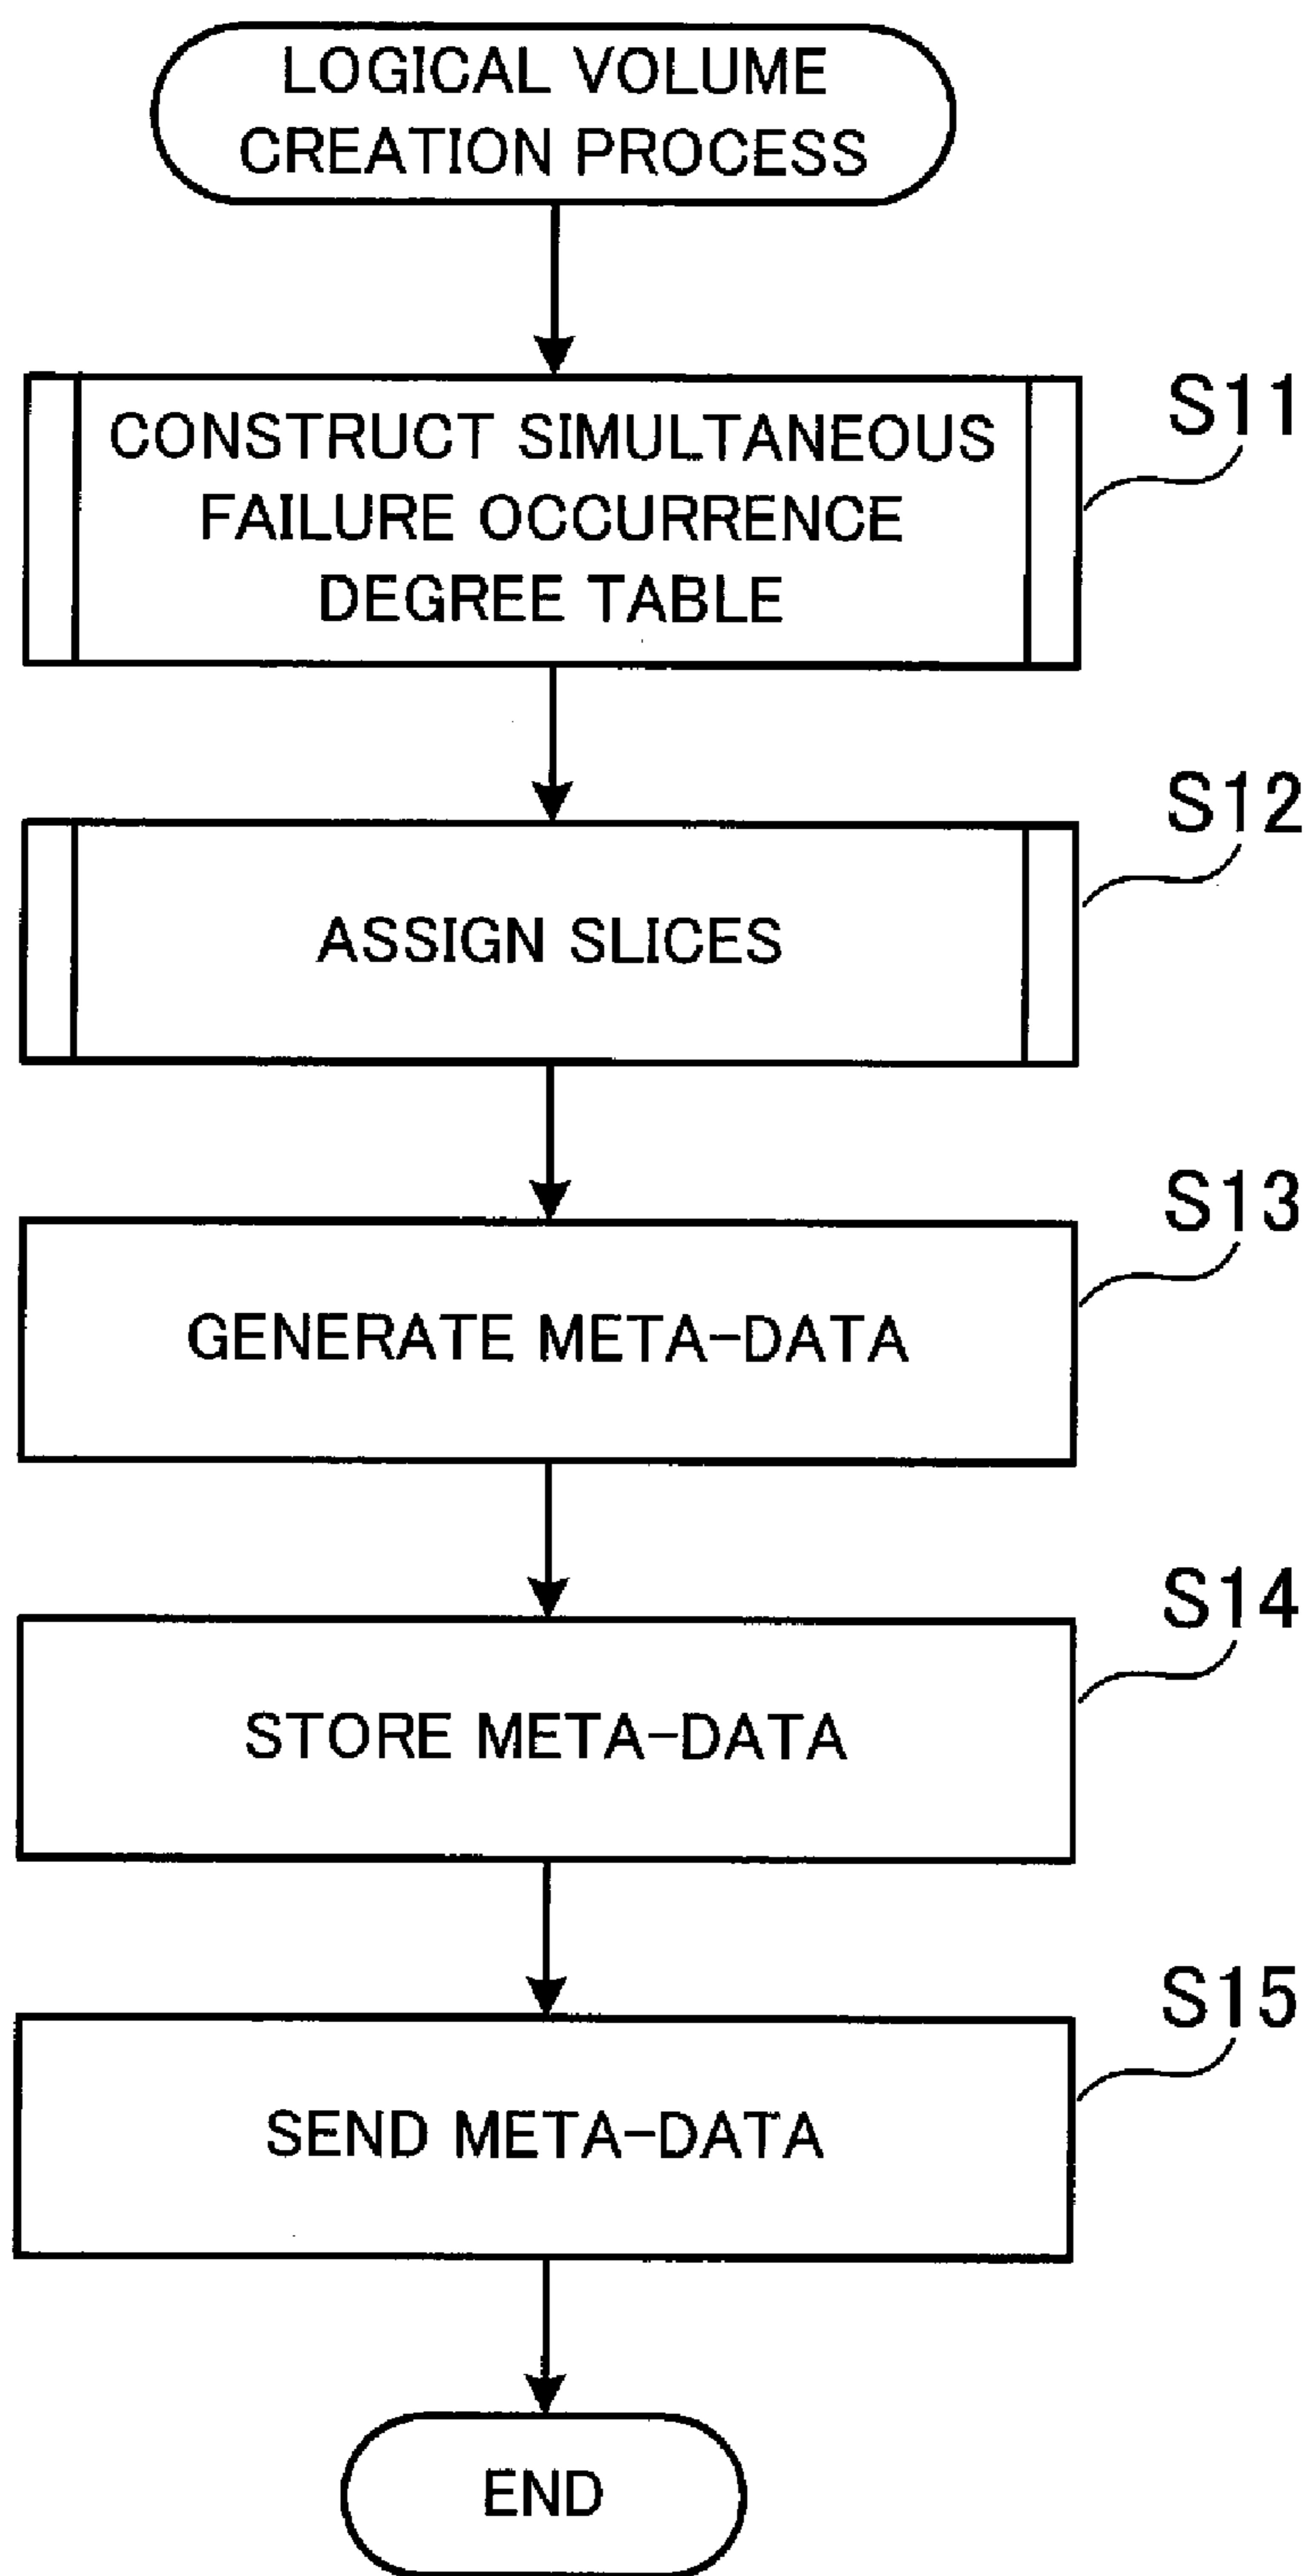 LOGICAL VOLUME
CREATION PROCESS
CONSTRUCT SIMULTANEOUS
FAILURE OCCURRENCE
DEGREE TABLE
S11
ASSIGN SLICES
S12
GENERATE META-DATA
S13
STORE META-DATA
S14
SEND META-DATA
S15
END